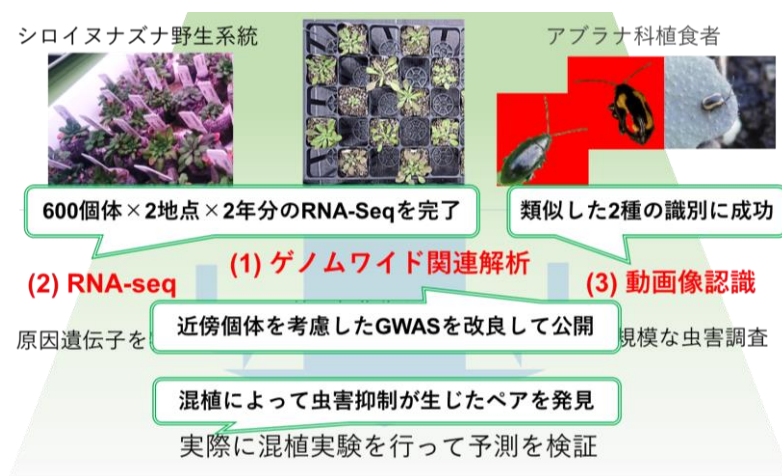 シロイヌナズナ野生系統
アブラナ科植食者
600個体×2地点×2年分のRNA-Seqを完了
類似した2種の識別に成功
(1) ゲノムワイド関連解析
(2) RNA-seq
(3) 動画像認識
近傍個体を考慮したGWASを改良して公開
原因遺伝子を
規模な虫害調査
混植によって虫害抑制が生じたペアを発見
実際に混植実験を行って予測を検証